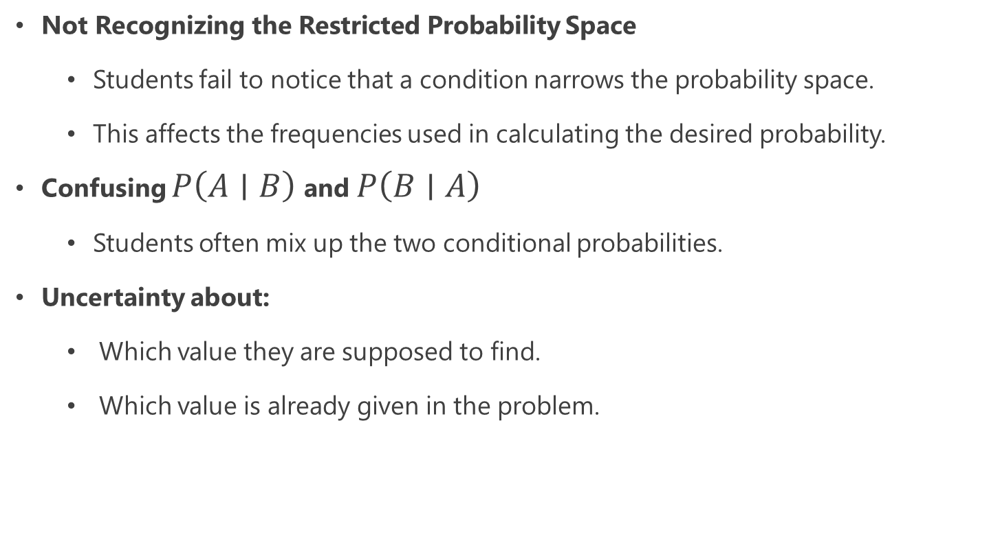 • Not Recognizing the Restricted Probability Space
• Students fail to notice that a condition narrows the probability space.
• This affects the frequencies used in calculating the desired probability.
• Confusing P(A | B) and P(B | A)
• Students often mix up the two conditional probabilities.
• Uncertainty about:
• Which value they are supposed to find.
• Which value is already given in the problem.